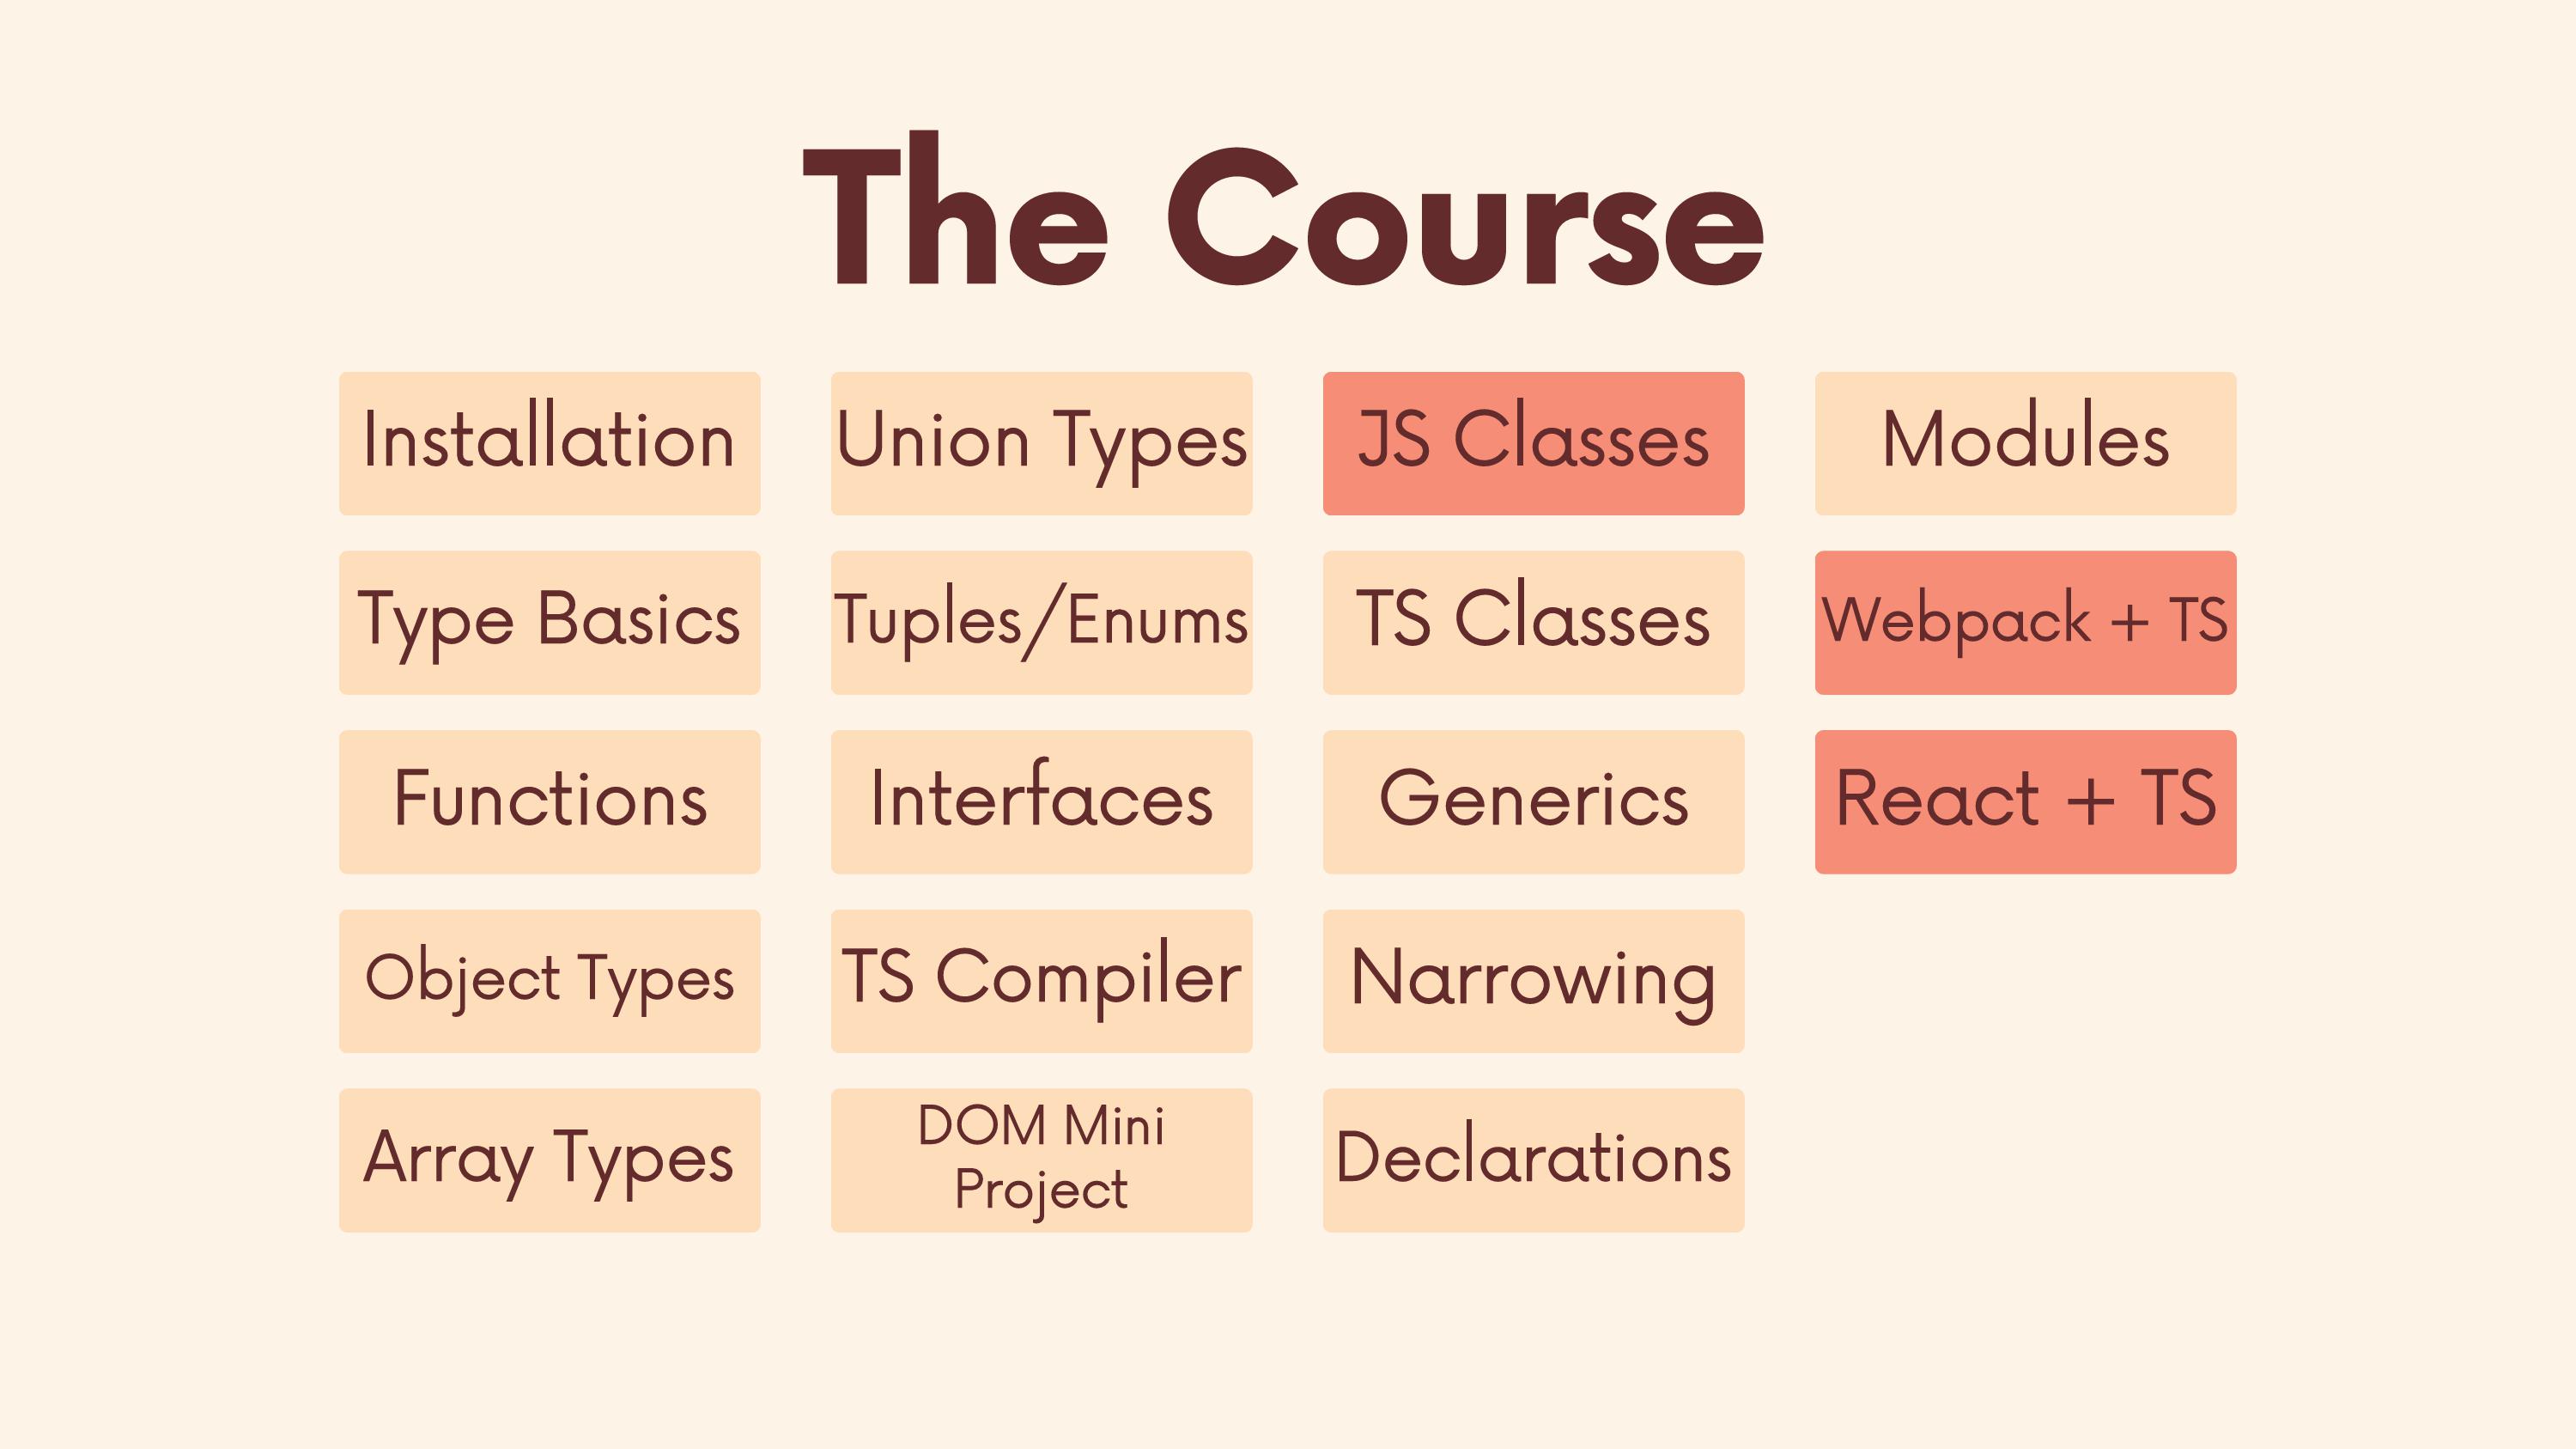 The Course
Installation
Type Basics
Functions
Object Types
Array Types
Union Types
Tuples/Enums
Interfaces
TS Compiler
DOM Mini
Project
JS Classes
TS Classes
Generics
Narrowing
Declarations
Modules
Webpack + TS
React + TS